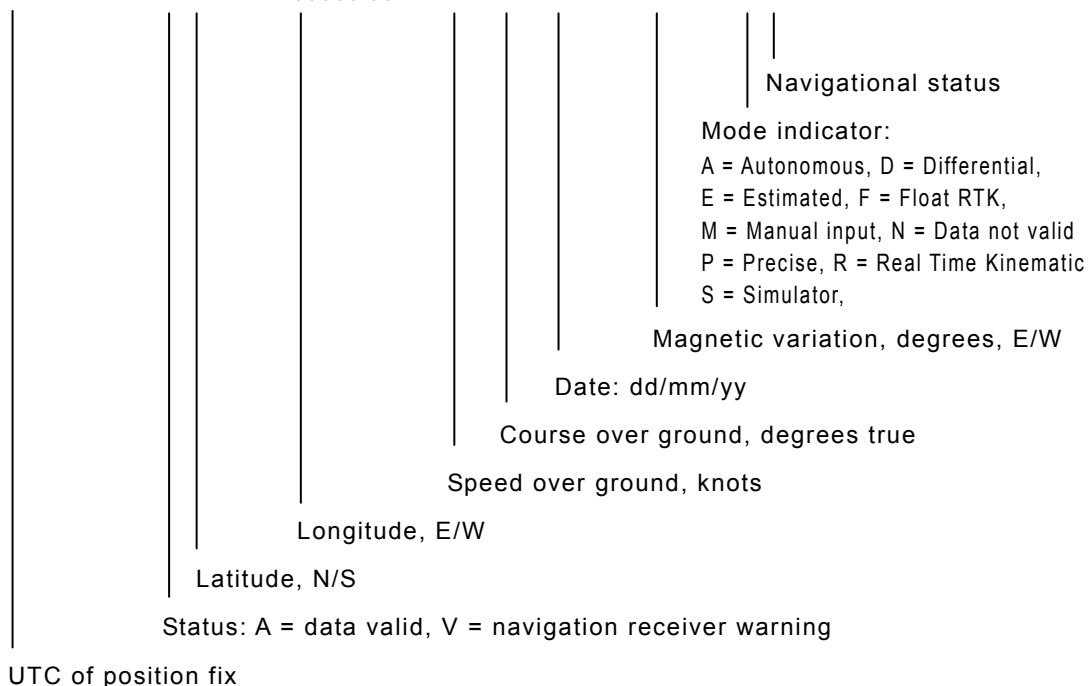 Navigational status
Mode indicator:
A = Autonomous, D = Differential,
E = Estimated, F = Float RTK,
M = Manual input, N = Data not valid
P = Precise, R = Real Time Kinematic
S = Simulator,
Magnetic variation, degrees, E/W
Date: dd/mm/yy
Course over ground, degrees true
Speed over ground, knots
Longitude, E/W
Latitude, N/S
Status: A = data valid, V = navigation receiver warning
UTC of position fix